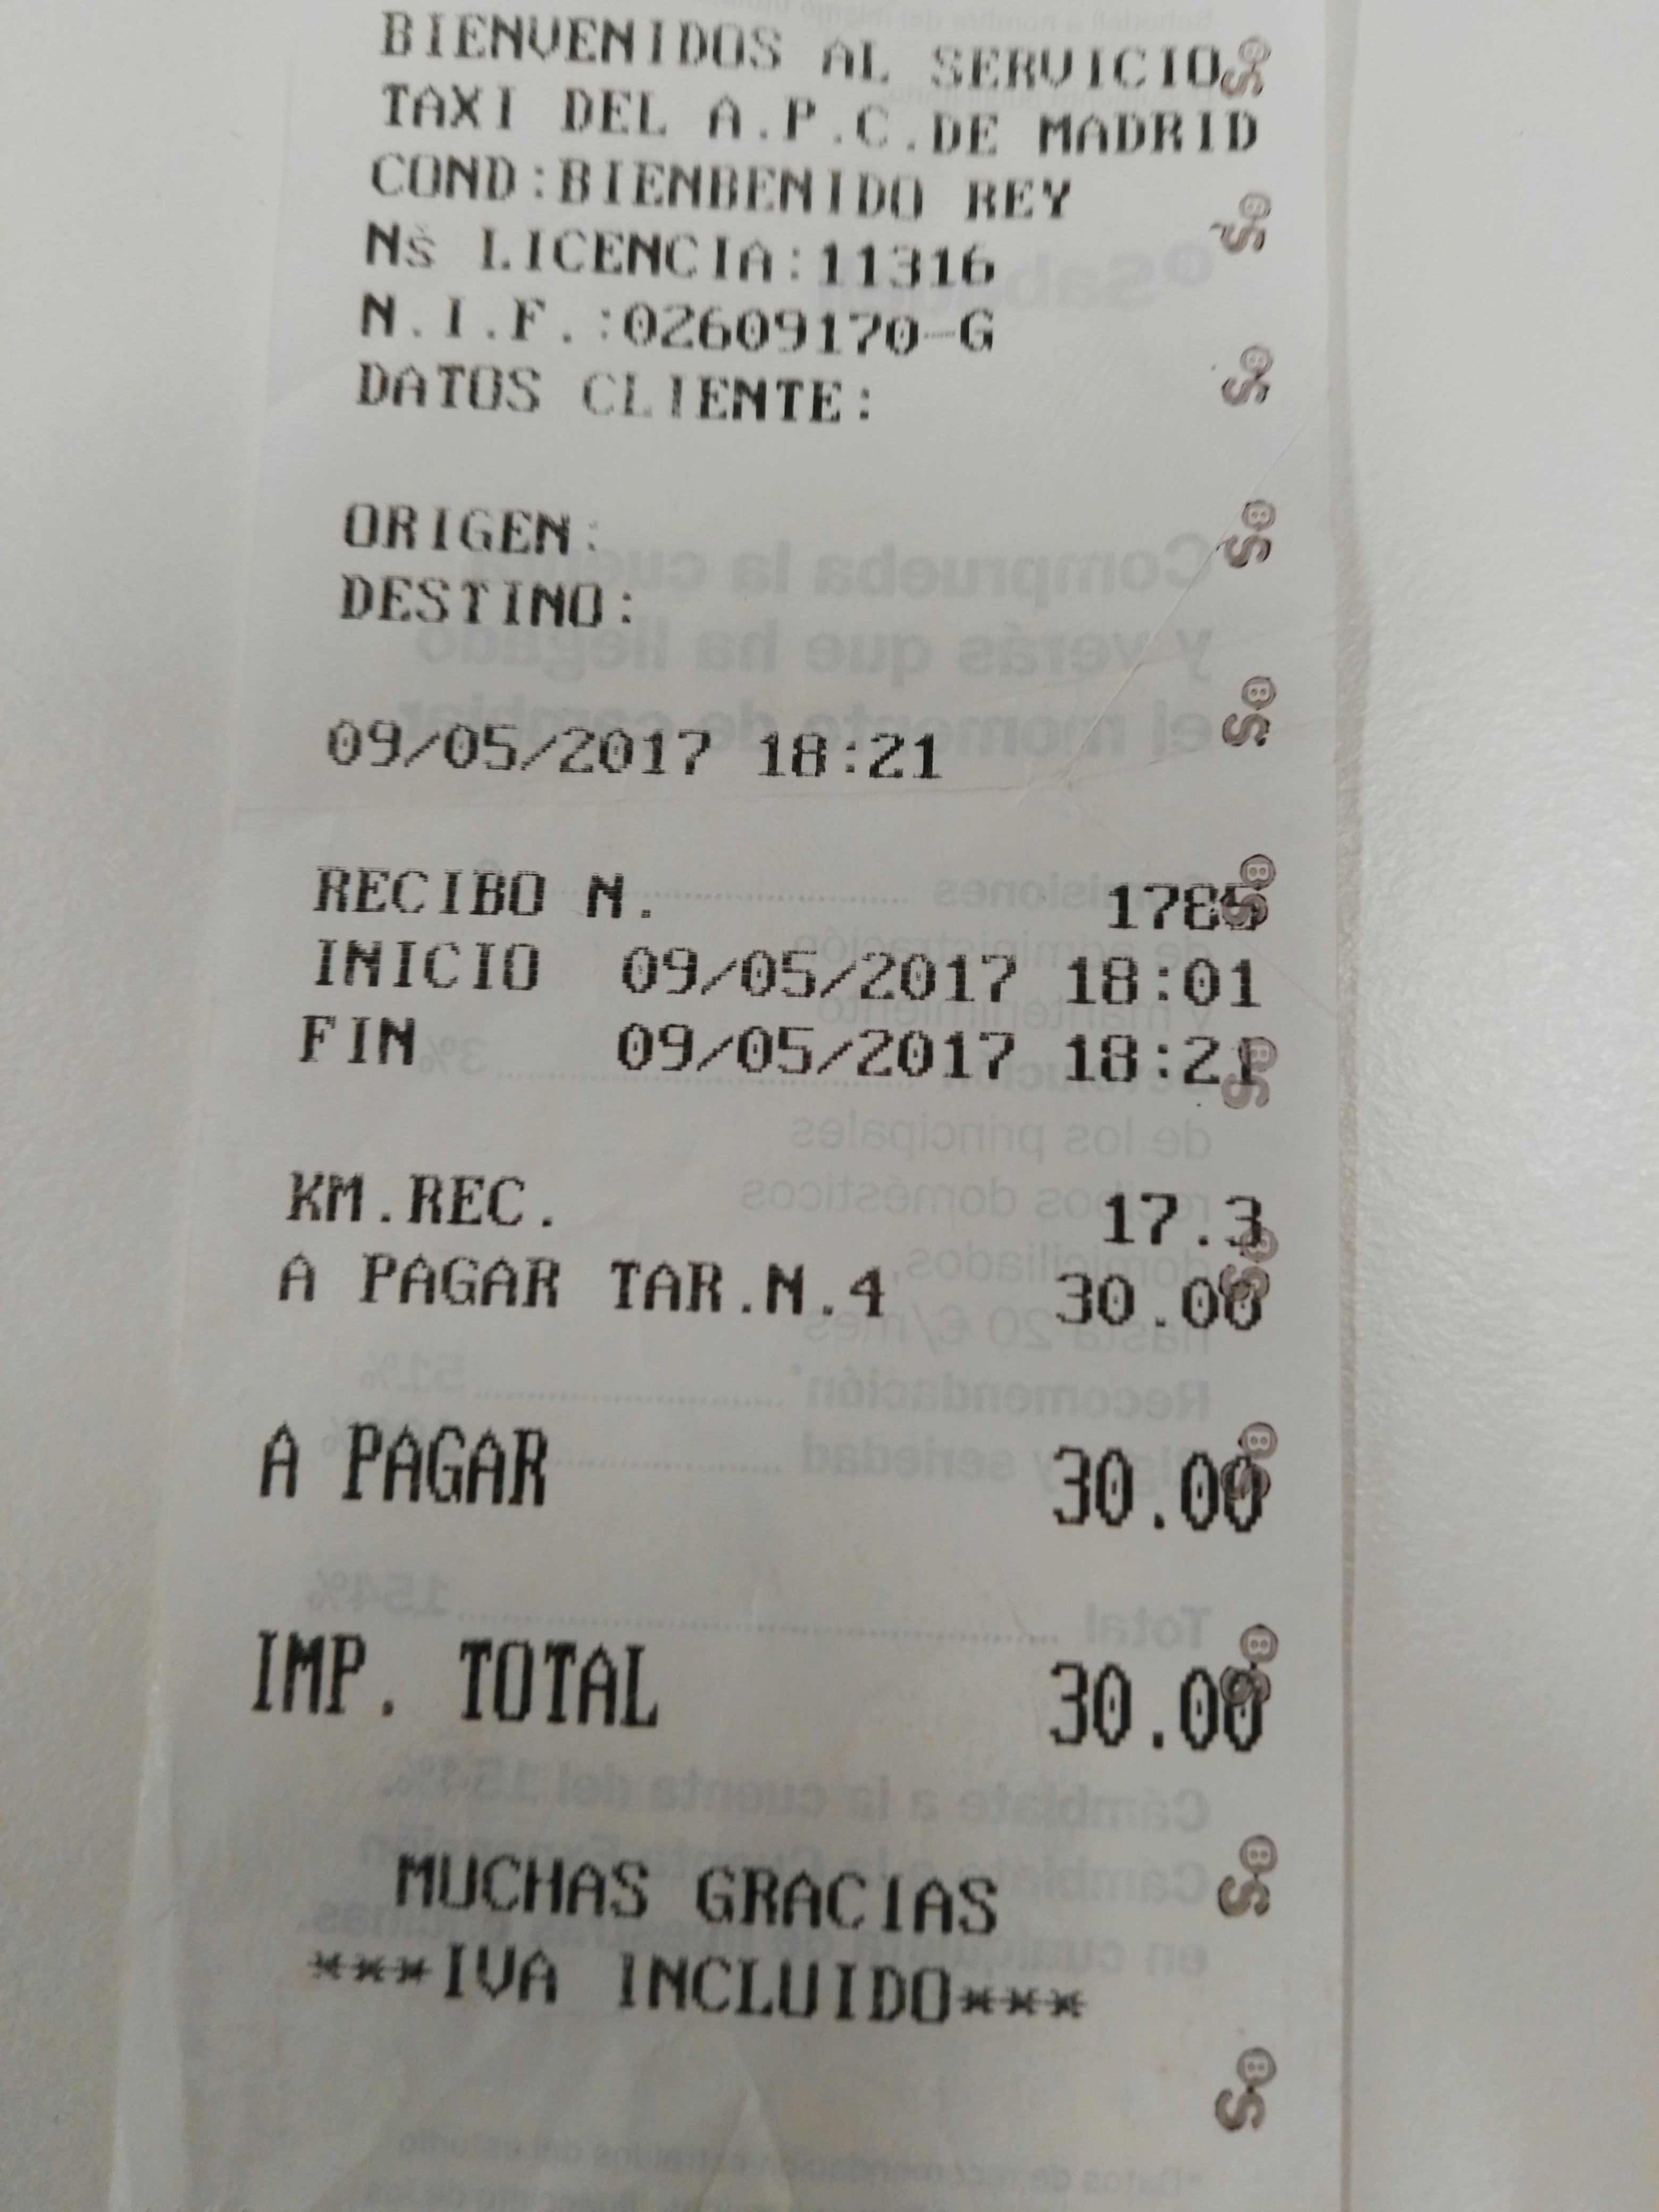 BIENVENIDOS AL SERVICIO
TAXI DEL A.P.C.DE MADRID
COND:BIENBENIDO REY
Nš LICENCIA:11316
N.I.F.:02609170-G
DATOS CLIENTE:
ORIGEN:
DESTINO:
09/05/2017 18:21
RECIBO N. 1785
INICIO 09/05/2017 18:01
FIN 09/05/2017 18:21
KM.REC. 17.3
A PAGAR TAR.N.4 30.00
A PAGAR 30.00
IMP. TOTAL 30.00
MUCHAS GRACIAS
***IVA INCLUIDO***